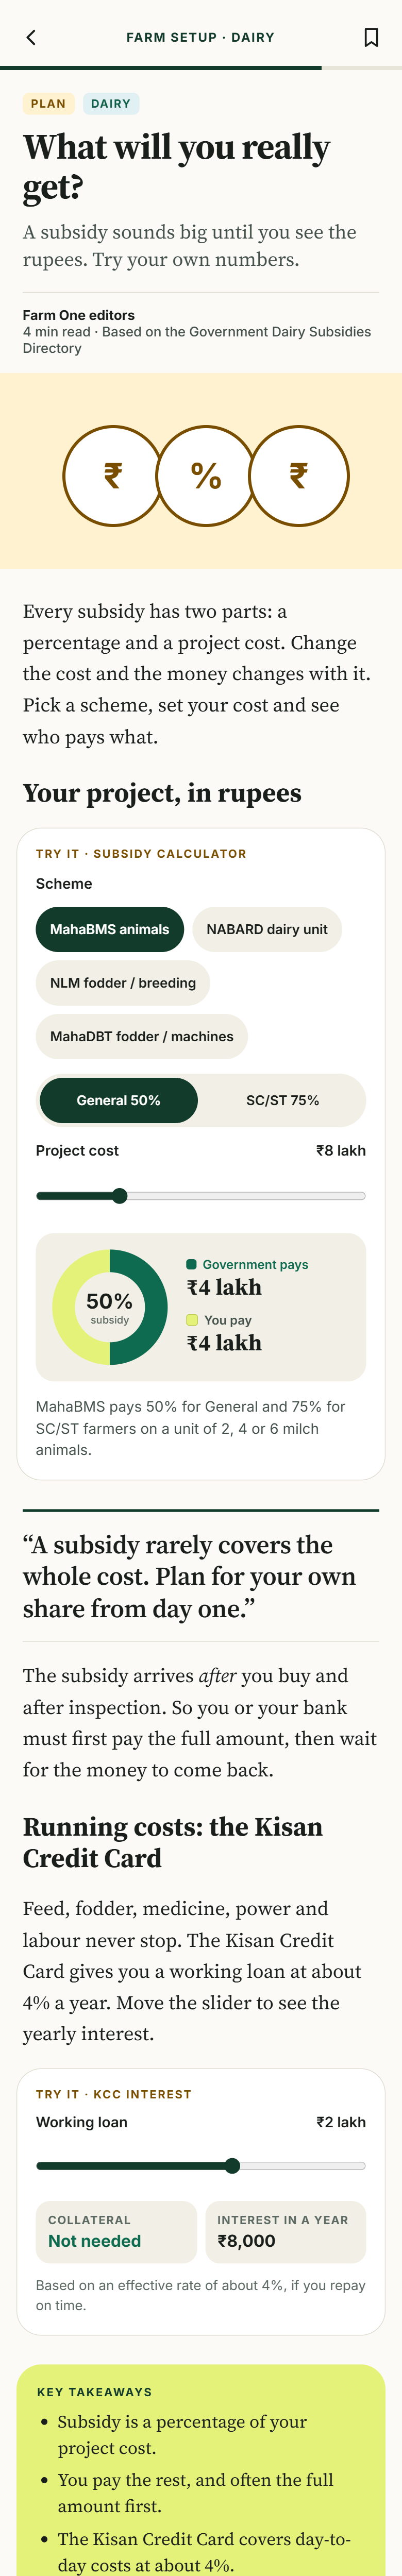 FARM SETUP · DAIRY
PLAN
DAIRY
What will you really
get?
A subsidy sounds big until you see the
rupees. Try your own numbers.
Farm One editors
4 min read · Based on the Government Dairy Subsidies
Directory
₹
%
₹
Every subsidy has two parts: a
percentage and a project cost. Change
the cost and the money changes with it.
Pick a scheme, set your cost and see
who pays what.
Your project, in rupees
TRY IT · SUBSIDY CALCULATOR
Scheme
MahaBMS animals
NABARD dairy unit
NLM fodder / breeding
MahaDBT fodder / machines
General 50%
SC/ST 75%
Project cost
₹8 lakh
50%
subsidy
Government pays
₹4 lakh
You pay
₹4 lakh
MahaBMS pays 50% for General and 75% for
SC/ST farmers on a unit of 2, 4 or 6 milch
animals.
“A subsidy rarely covers the
whole cost. Plan for your own
share from day one.”
The subsidy arrives after you buy and
after inspection. So you or your bank
must first pay the full amount, then wait
for the money to come back.
Running costs: the Kisan
Credit Card
Feed, fodder, medicine, power and
labour never stop. The Kisan Credit
Card gives you a working loan at about
4% a year. Move the slider to see the
yearly interest.
TRY IT · KCC INTEREST
Working loan
₹2 lakh
COLLATERAL
Not needed
INTEREST IN A YEAR
₹8,000
Based on an effective rate of about 4%, if you repay
on time.
KEY TAKEAWAYS
• Subsidy is a percentage of your
project cost.
• You pay the rest, and often the full
amount first.
• The Kisan Credit Card covers day-to-
day costs at about 4%.